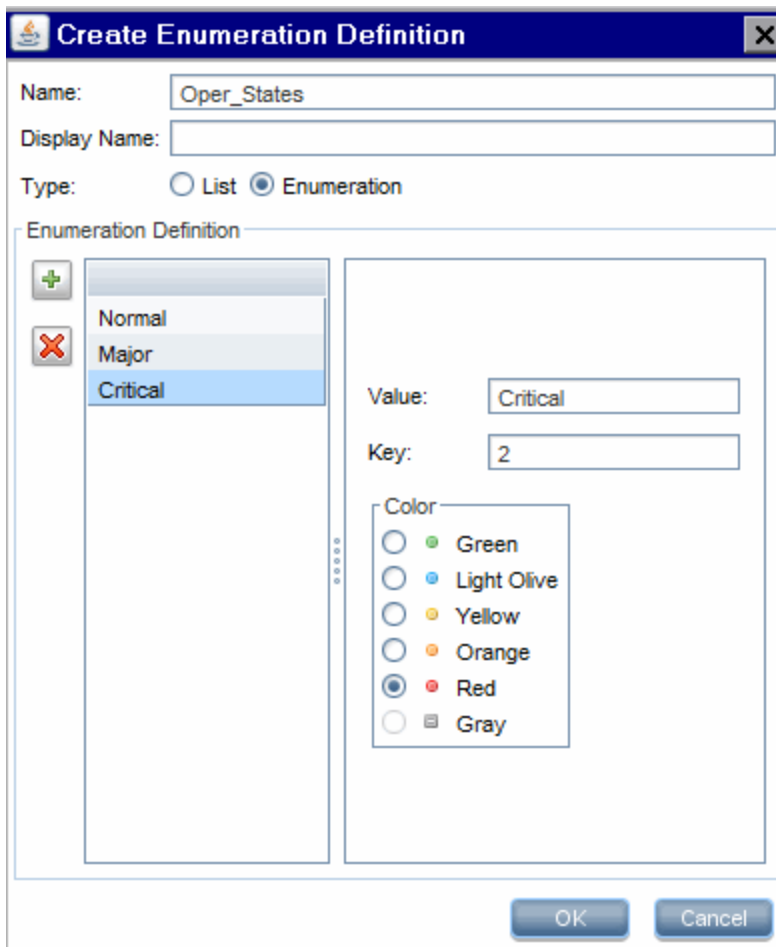 Create Enumeration Definition
Name: Oper_States
Display Name:
Type: List Enumeration
Enumeration Definition
Normal
Major
Critical
Value: Critical
Key: 2
Color
Green
Light Olive
Yellow
Orange
Red
Gray
OK Cancel